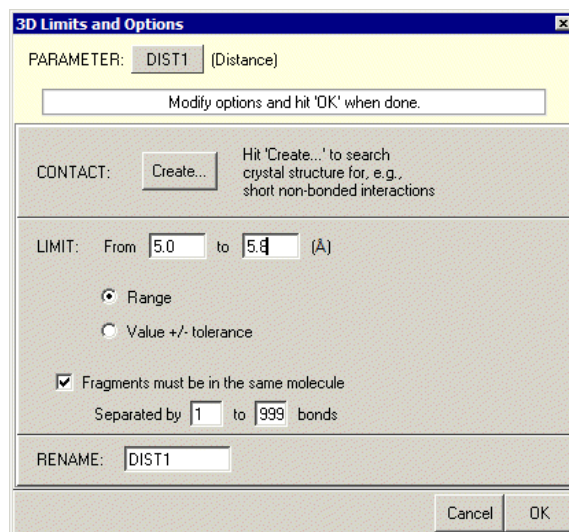 3D Limits and Options
PARAMETER: DIST1 (Distance)
Modify options and hit 'OK' when done.
CONTACT: Create... Hit 'Create...' to search
crystal structure for, e.g.,
short non-bonded interactions
LIMIT: From 5.0 to 5.8 (Å)
Range
Value +/- tolerance
Fragments must be in the same molecule
Separated by 1 to 999 bonds
RENAME: DIST1
Cancel OK